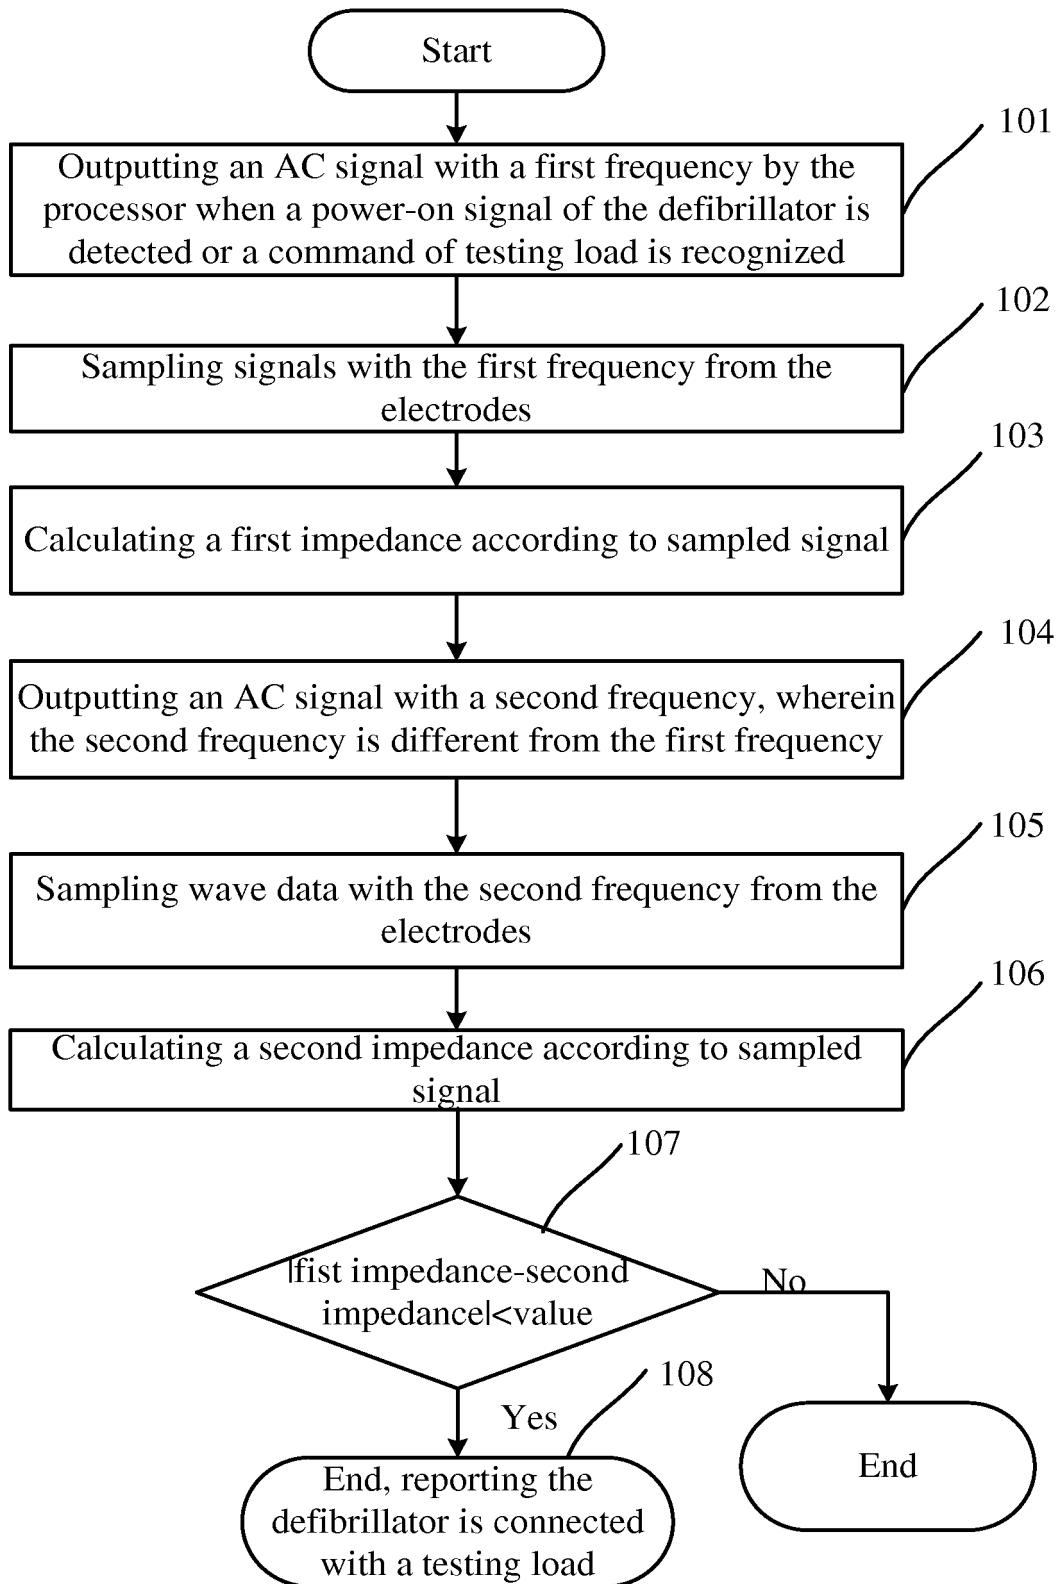 Start
101
Outputting an AC signal with a first frequency by the
processor when a power-on signal of the defibrillator is
detected or a command of testing load is recognized
102
Sampling signals with the first frequency from the
electrodes
103
Calculating a first impedance according to sampled signal
104
Outputting an AC signal with a second frequency, wherein
the second frequency is different from the first frequency
105
Sampling wave data with the second frequency from the
electrodes
106
Calculating a second impedance according to sampled
signal
107
|fist impedance-second
impedance|<value
No
108
Yes
End, reporting the
defibrillator is connected
with a testing load
End